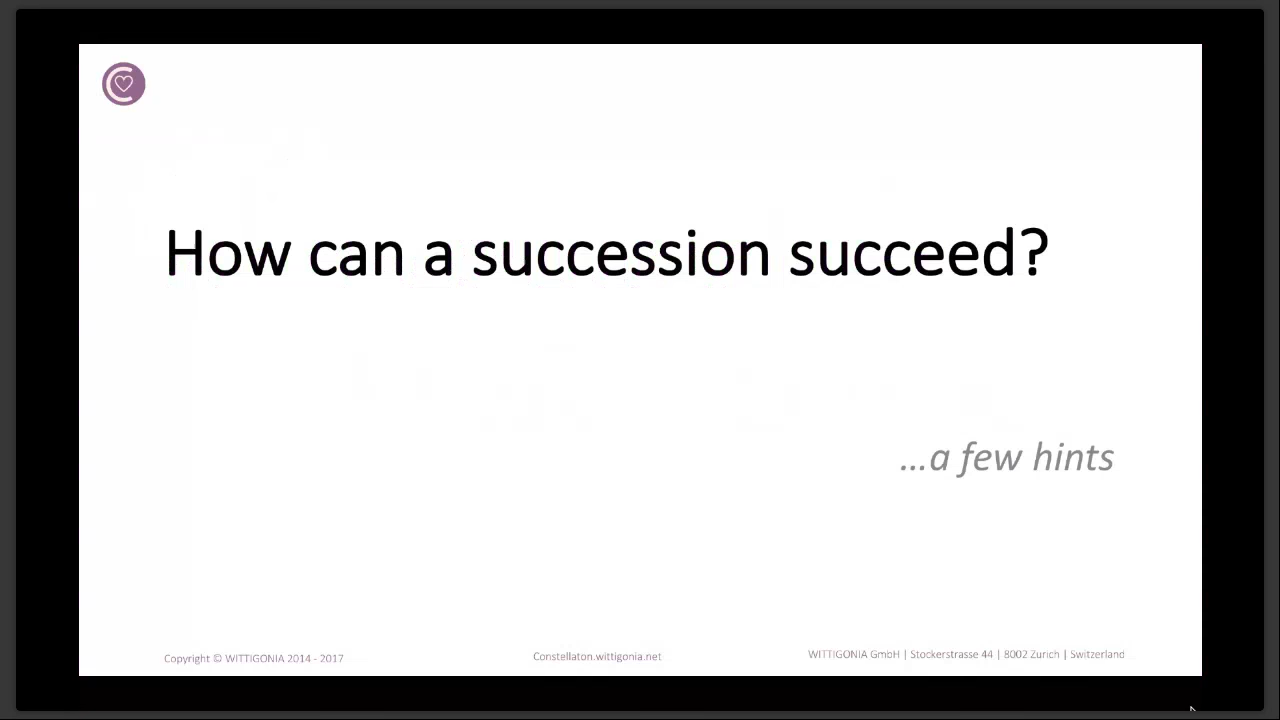 How can a succession succeed?
...a few hints
Copyright © WITTIGONIA 2014 - 2017
Constellaton.wittigonia.net
WITTIGONIA GmbH | Stockerstrasse 44 | 8002 Zurich | Switzerland